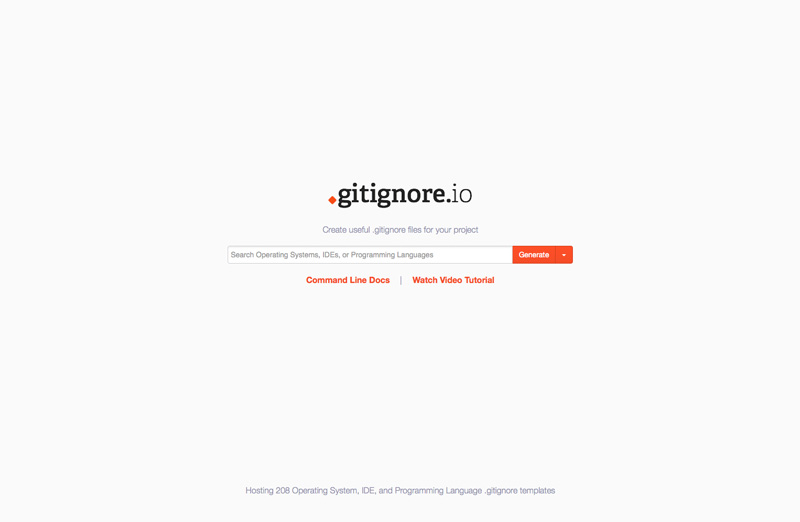 .gitignore.io
Create useful .gitignore files for your project
Search Operating Systems, IDEs, or Programming Languages Generate
Command Line Docs | Watch Video Tutorial
Hosting 208 Operating System, IDE, and Programming Language .gitignore templates